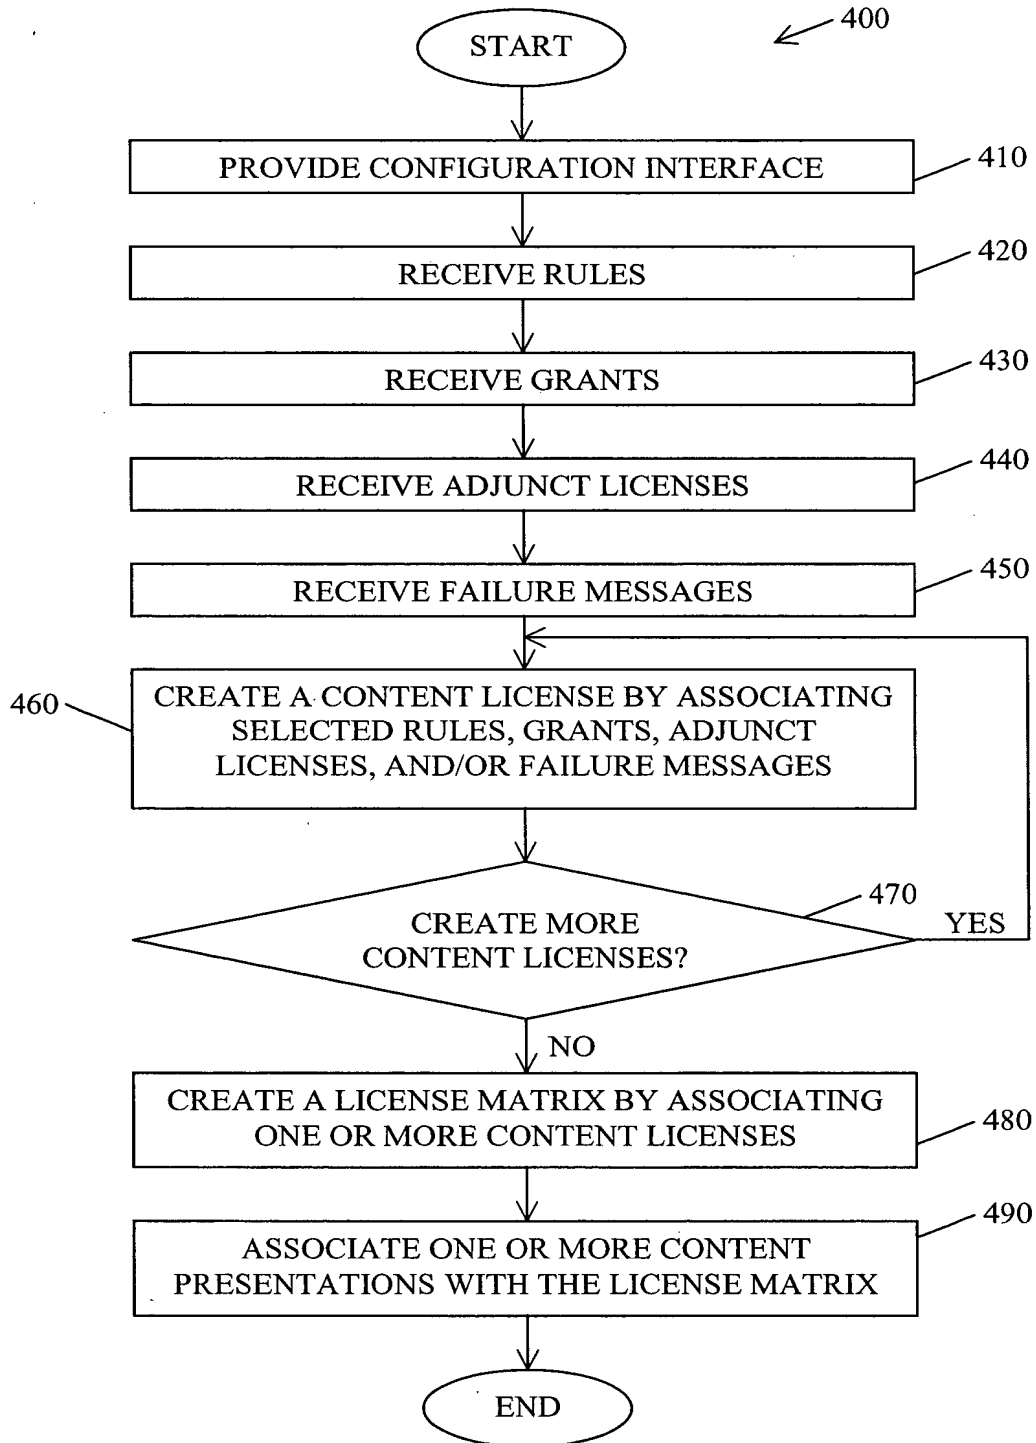 400
START
PROVIDE CONFIGURATION INTERFACE
410
RECEIVE RULES
420
RECEIVE GRANTS
430
RECEIVE ADJUNCT LICENSES
440
RECEIVE FAILURE MESSAGES
450
460
CREATE A CONTENT LICENSE BY ASSOCIATING
SELECTED RULES, GRANTS, ADJUNCT
LICENSES, AND/OR FAILURE MESSAGES
470
CREATE MORE
CONTENT LICENSES?
YES
NO
CREATE A LICENSE MATRIX BY ASSOCIATING
ONE OR MORE CONTENT LICENSES
480
ASSOCIATE ONE OR MORE CONTENT
PRESENTATIONS WITH THE LICENSE MATRIX
490
END